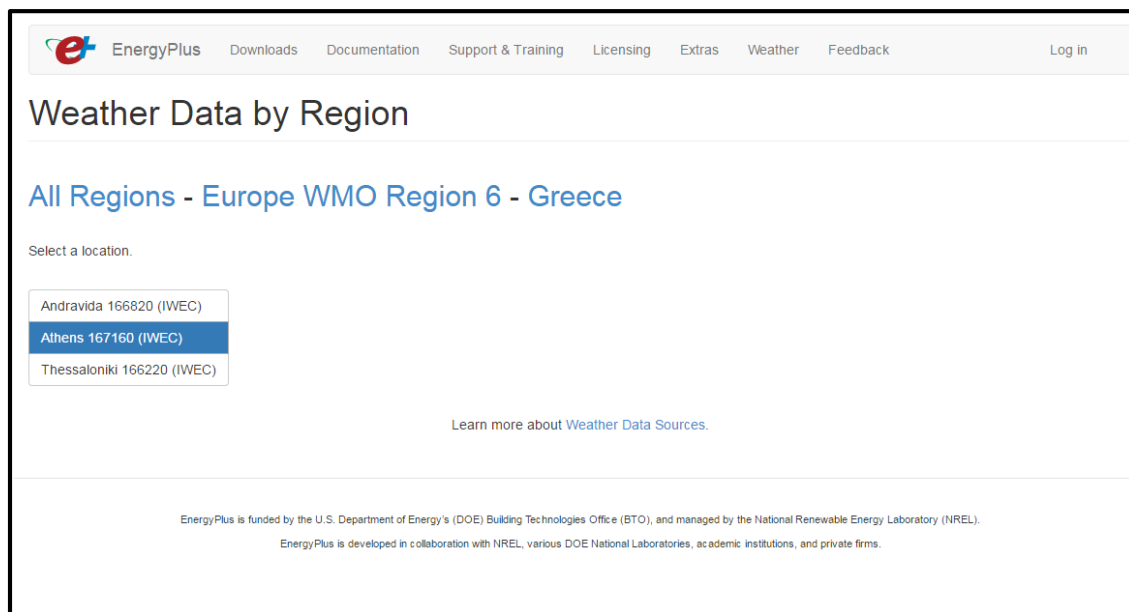 e+ EnergyPlus Downloads Documentation Support & Training Licensing Extras Weather Feedback Log in
Weather Data by Region
All Regions - Europe WMO Region 6 - Greece
Select a location.
Andravida 166820 (IWEC)
Athens 167160 (IWEC)
Thessaloniki 166220 (IWEC)
Learn more about Weather Data Sources.
EnergyPlus is funded by the U.S. Department of Energy's (DOE) Building Technologies Office (BTO), and managed by the National Renewable Energy Laboratory (NREL).
EnergyPlus is developed in collaboration with NREL, various DOE National Laboratories, academic institutions, and private firms.